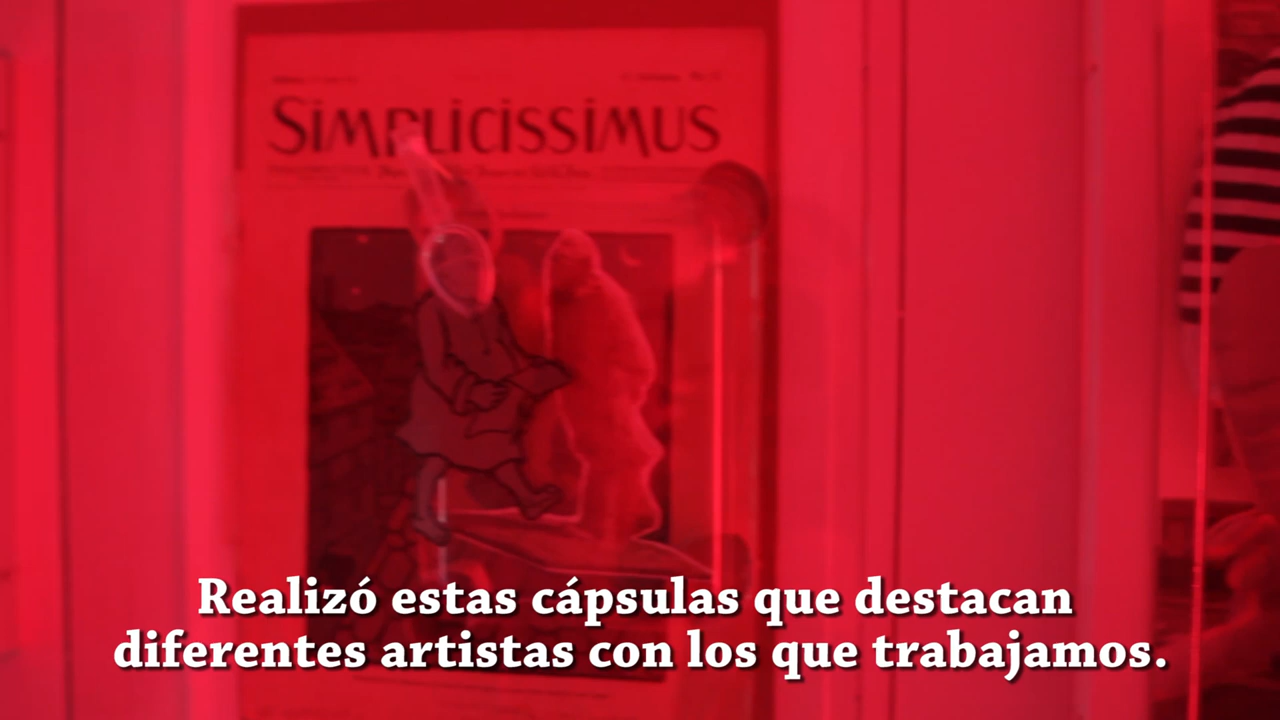 SIMPLICISSIMUS
Realizó estas cápsulas que destacan
diferentes artistas con los que trabajamos.